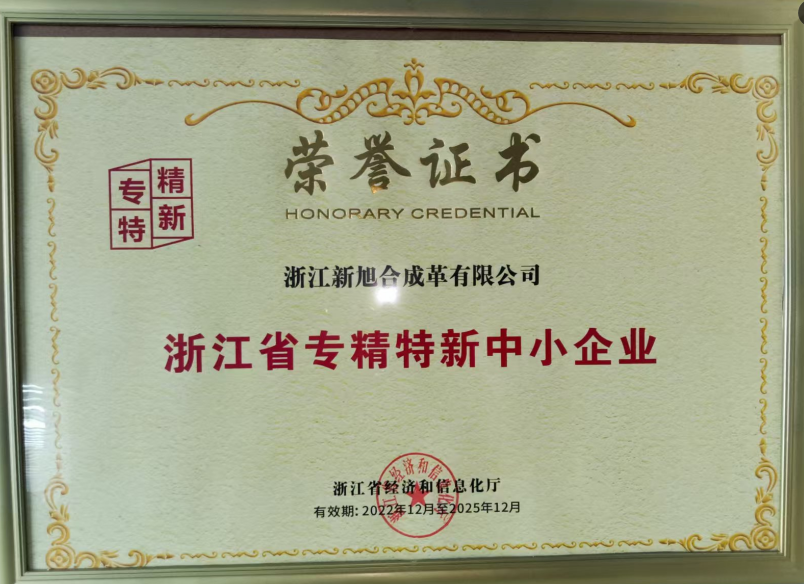 荣誉证书
HONORARY CREDENTIAL
专精
特新
浙江新旭合成革有限公司
浙江省专精特新中小企业
浙江省经济和信息化厅
有效期: 2022年12月至2025年12月